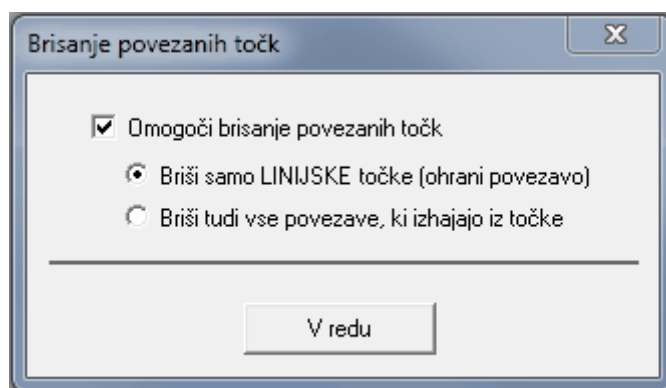 Brisanje povezanih točk
Omogoči brisanje povezanih točk
Briši samo LINIJSKE točke (ohrani povezavo)
Briši tudi vse povezave, ki izhajajo iz točke
V redu